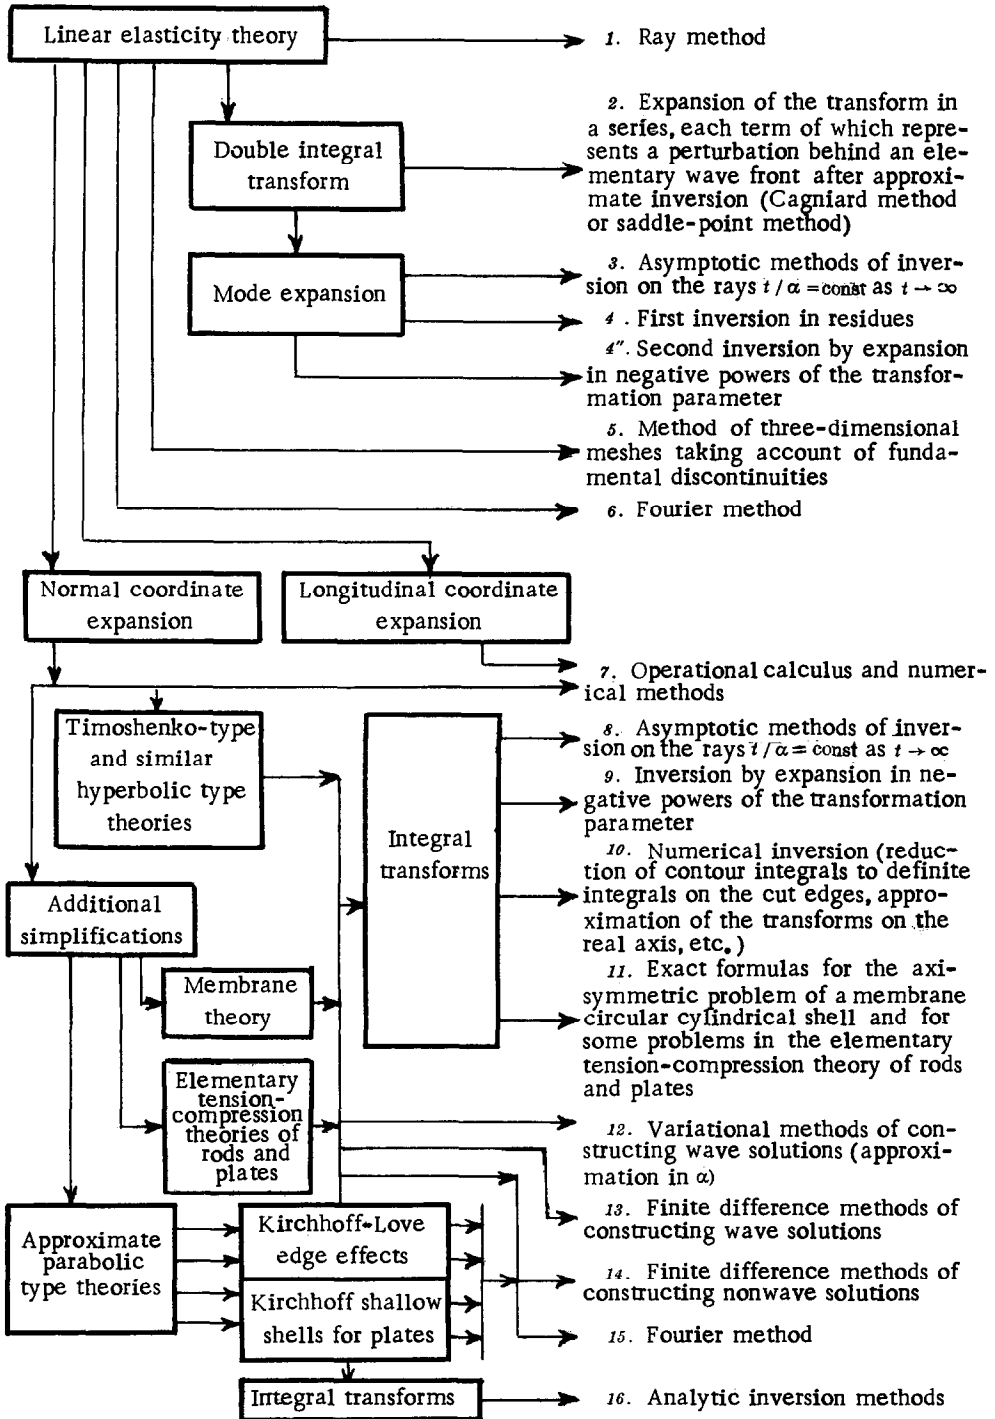 Linear elasticity theory
1. Ray method
2. Expansion of the transform in
a series, each term of which repre-
sents a perturbation behind an ele-
mentary wave front after approxi-
mate inversion (Cagniard method
or saddle-point method)
Double integral
transform
Mode expansion
3. Asymptotic methods of inver-
sion on the rays t/α = const as t → ∞
4. First inversion in residues
4". Second inversion by expansion
in negative powers of the transfor-
mation parameter
5. Method of three-dimensional
meshes taking account of funda-
mental discontinuities
6. Fourier method
Normal coordinate
expansion
Longitudinal coordinate
expansion
7. Operational calculus and numer-
ical methods
Timoshenko-type
and similar
hyperbolic type
theories
Integral
transforms
8. Asymptotic methods of inver-
sion on the rays t/α = const as t → ∞
9. Inversion by expansion in ne-
gative powers of the transformation
parameter
10. Numerical inversion (reduc-
tion of contour integrals to definite
integrals on the cut edges, appro-
ximation of the transforms on the
real axis, etc.)
11. Exact formulas for the axi-
symmetric problem of a membrane
circular cylindrical shell and for
some problems in the elementary
tension-compression theory of rods
and plates
Additional
simplifications
Membrane
theory
Elementary
tension-
compression
theories of
rods and
plates
12. Variational methods of con-
structing wave solutions (approxi-
mation in α)
13. Finite difference methods of
constructing wave solutions
14. Finite difference methods of
constructing nonwave solutions
15. Fourier method
Approximate
parabolic
type theories
Kirchhoff-Love
edge effects
Kirchhoff shallow
shells for plates
Integral transforms
16. Analytic inversion methods